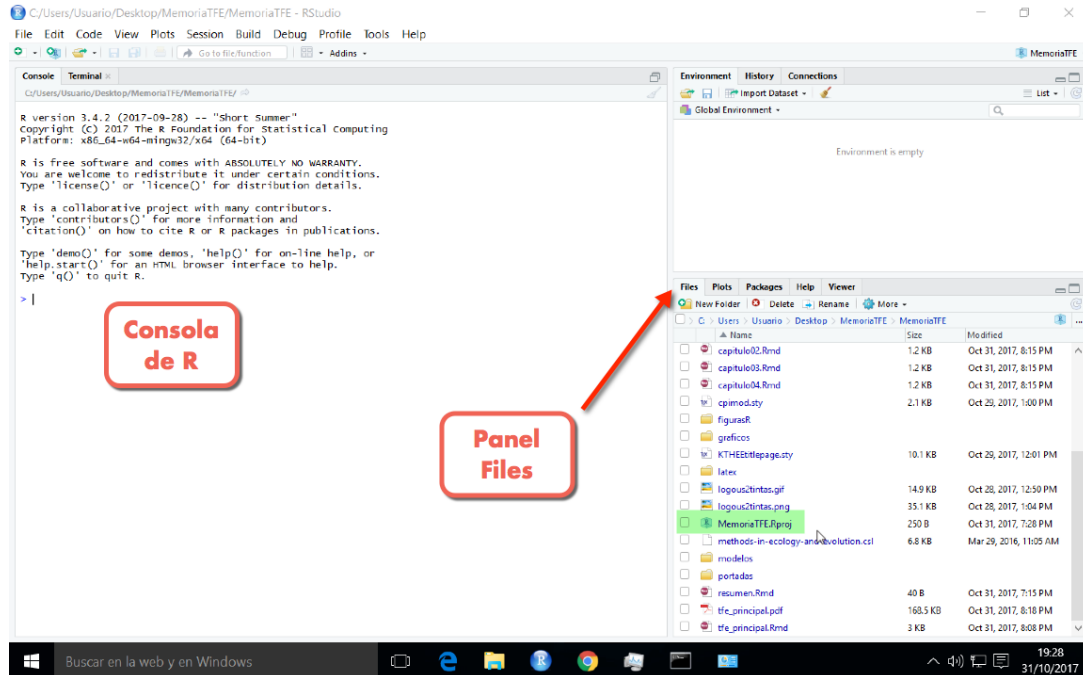 C:/Users/Usuario/Desktop/MemoriaTFE/MemoriaTFE - RStudio
File Edit Code View Plots Session Build Debug Profile Tools Help
Go to file/function Addins MemoriaTFE
Console Terminal
C:/Users/Usuario/Desktop/MemoriaTFE/MemoriaTFE/
R version 3.4.2 (2017-09-28) -- "Short Summer"
Copyright (C) 2017 The R Foundation for Statistical Computing
Platform: x86_64-w64-mingw32/x64 (64-bit)
R is free software and comes with ABSOLUTELY NO WARRANTY.
You are welcome to redistribute it under certain conditions.
Type 'license()' or 'licence()' for distribution details.
R is a collaborative project with many contributors.
Type 'contributors()' for more information and
'citation()' on how to cite R or R packages in publications.
Type 'demo()' for some demos, 'help()' for on-line help, or
'help.start()' for an HTML browser interface to help.
Type 'q()' to quit R.
>
Consola
de R
Panel
Files
Environment History Connections
Import Dataset List
Global Environment
Environment is empty
Files Plots Packages Help Viewer
New Folder Delete Rename More
C: > Users > Usuario > Desktop > MemoriaTFE > MemoriaTFE ...
Name Size Modified
capitulo02.Rmd 1.2 KB Oct 31, 2017, 8:15 PM
capitulo03.Rmd 1.2 KB Oct 31, 2017, 8:15 PM
capitulo04.Rmd 1.2 KB Oct 31, 2017, 8:15 PM
cpimod.sty 2.1 KB Oct 29, 2017, 1:00 PM
figurasR
graficos
KTHEEtitlepage.sty 10.1 KB Oct 29, 2017, 12:01 PM
latex
logous2tintas.gif 14.9 KB Oct 28, 2017, 12:50 PM
logous2tintas.png 35.1 KB Oct 28, 2017, 1:04 PM
MemoriaTFE.Rproj 250 B Oct 31, 2017, 7:28 PM
methods-in-ecology-and-evolution.csl 6.8 KB Mar 29, 2016, 11:05 AM
modelos
portadas
resumen.Rmd 40 B Oct 31, 2017, 7:15 PM
tfe_principal.pdf 168.5 KB Oct 31, 2017, 8:18 PM
tfe_principal.Rmd 3 KB Oct 31, 2017, 8:08 PM
Buscar en la web y en Windows
19:28
31/10/2017